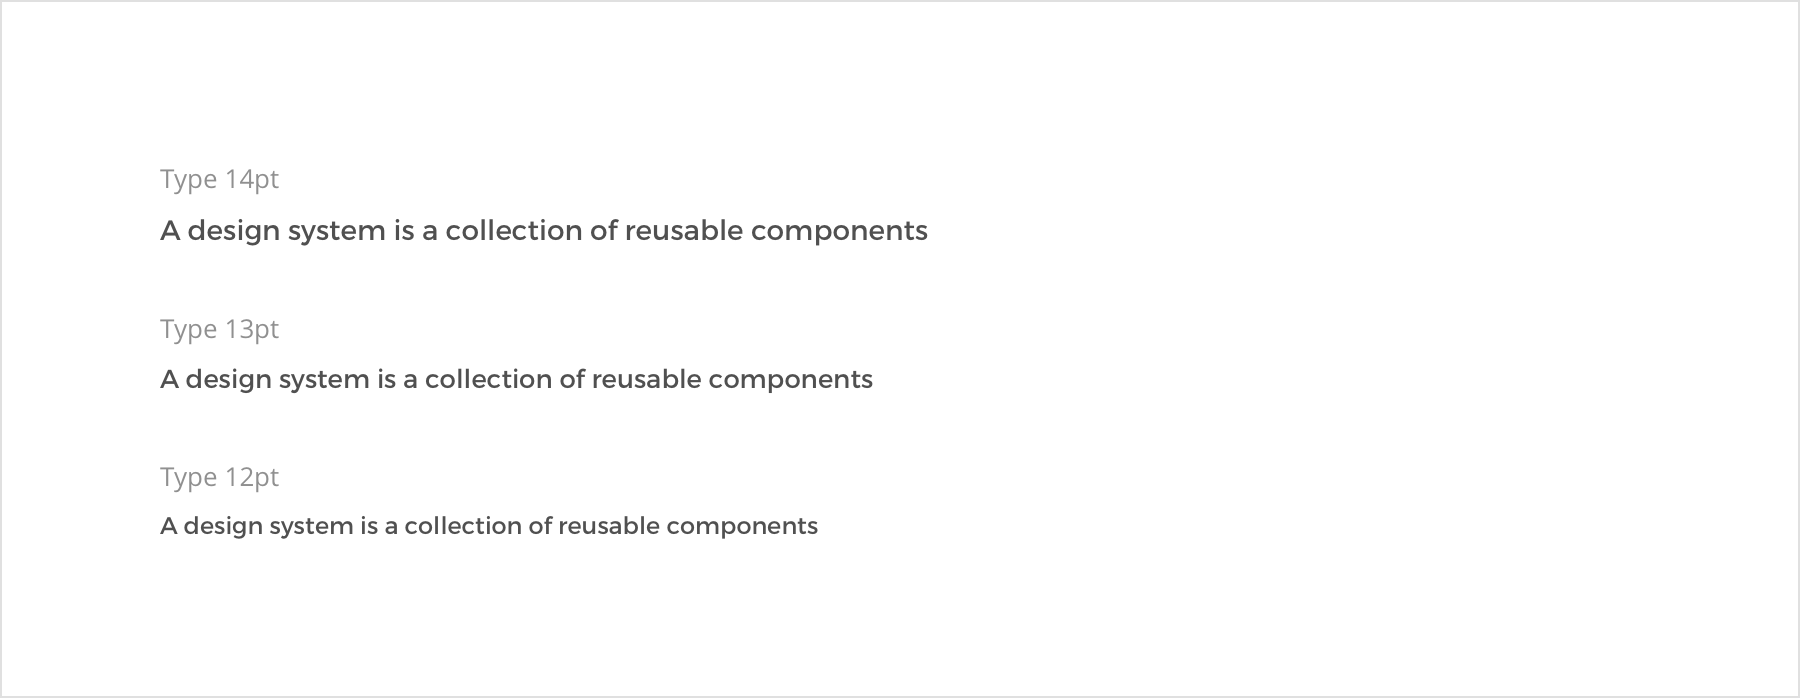 Type 14pt
A design system is a collection of reusable components
Type 13pt
A design system is a collection of reusable components
Type 12pt
A design system is a collection of reusable components